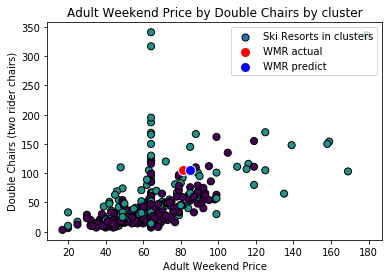 Adult Weekend Price by Double Chairs by cluster
Ski Resorts in clusters
WMR actual
WMR predict
Double Chairs (two rider chairs)
350
300
250
200
150
100
50
0
20 40 60 80 100 120 140 160 180
Adult Weekend Price